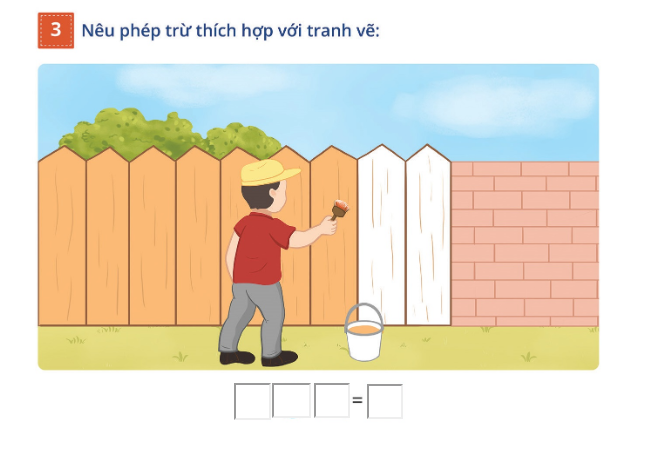 3 Nêu phép trừ thích hợp với tranh vẽ:
=